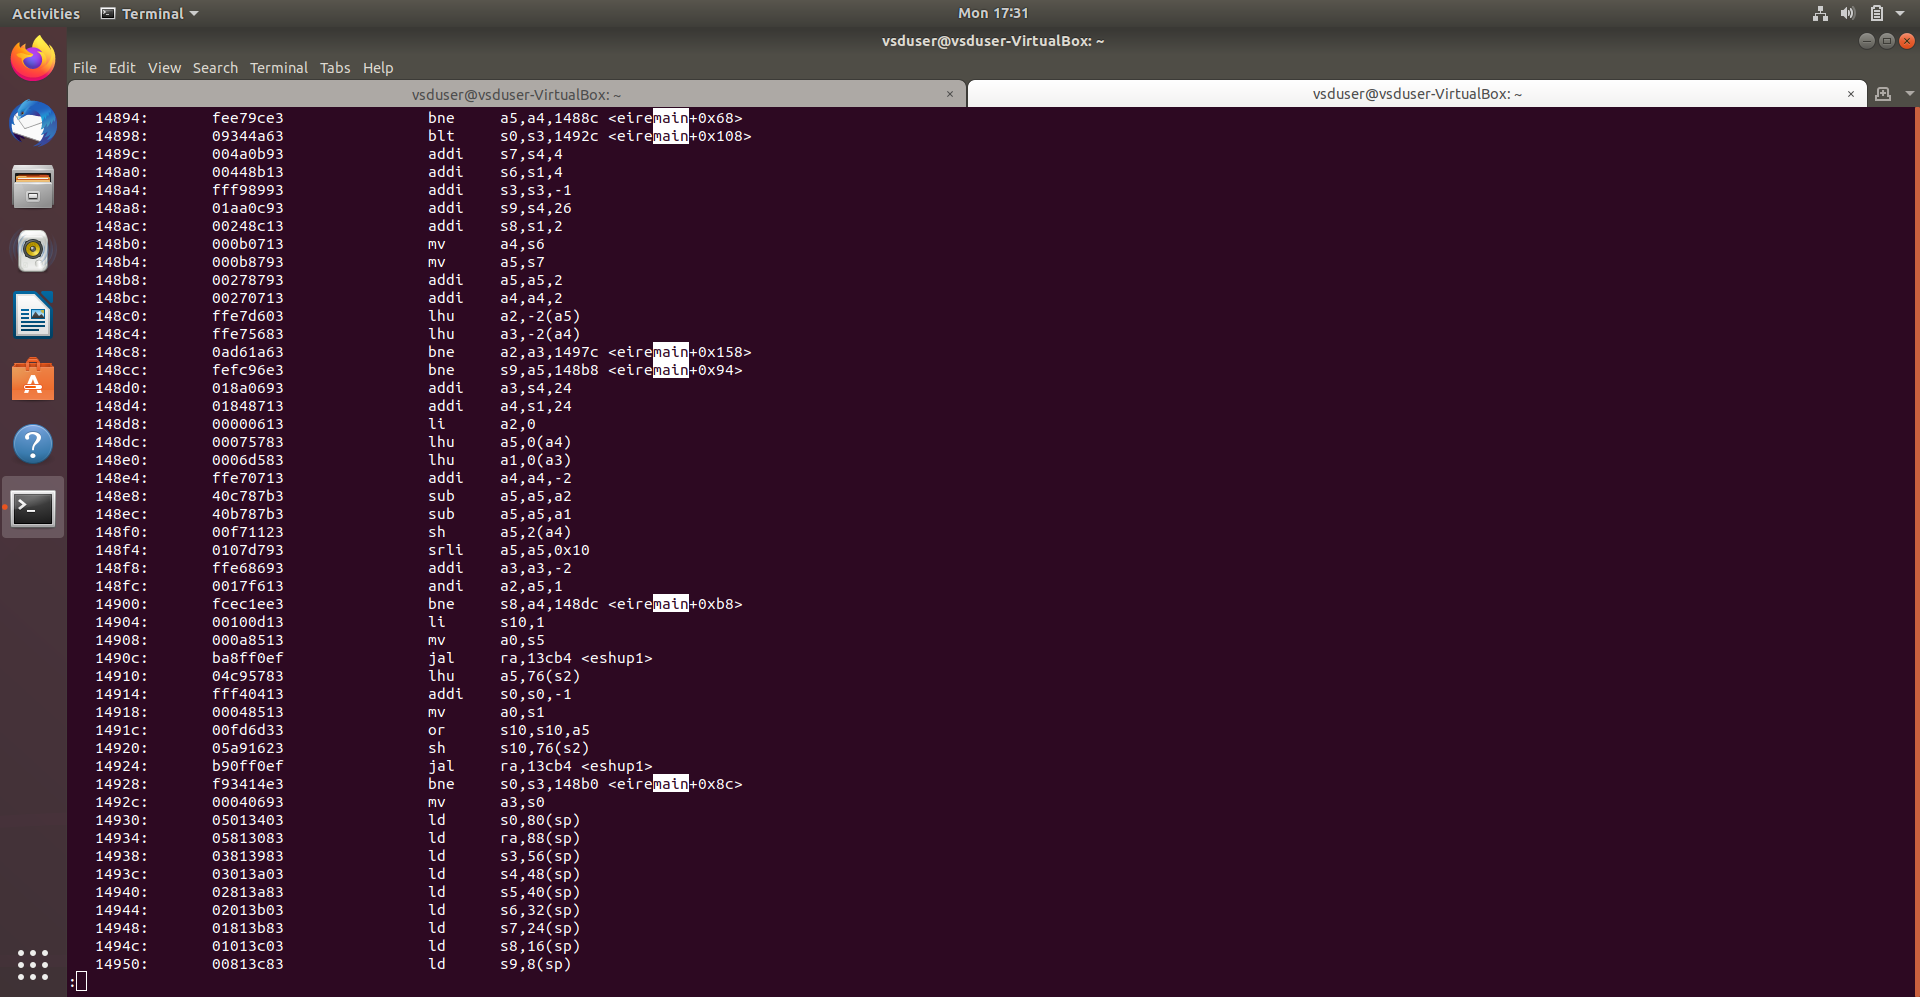 Activities Terminal Mon 17:31
vsduser@vsduser-VirtualBox: ~
File Edit View Search Terminal Tabs Help
vsduser@vsduser-VirtualBox: ~ × vsduser@vsduser-VirtualBox: ~ ×
14894: fee79ce3 bne a5,a4,1488c <eiremain+0x68>
14898: 09344a63 blt s0,s3,1492c <eiremain+0x108>
1489c: 004a0b93 addi s7,s4,4
148a0: 00448b13 addi s6,s1,4
148a4: fff98993 addi s3,s3,-1
148a8: 01aa0c93 addi s9,s4,26
148ac: 00248c13 addi s8,s1,2
148b0: 000b0713 mv a4,s6
148b4: 000b8793 mv a5,s7
148b8: 00278793 addi a5,a5,2
148bc: 00270713 addi a4,a4,2
148c0: ffe7d603 lhu a2,-2(a5)
148c4: ffe75683 lhu a3,-2(a4)
148c8: 0ad61a63 bne a2,a3,1497c <eiremain+0x158>
148cc: fefc96e3 bne s9,a5,148b8 <eiremain+0x94>
148d0: 018a0693 addi a3,s4,24
148d4: 01848713 addi a4,s1,24
148d8: 00000613 li a2,0
148dc: 00075783 lhu a5,0(a4)
148e0: 0006d583 lhu a1,0(a3)
148e4: ffe70713 addi a4,a4,-2
148e8: 40c787b3 sub a5,a5,a2
148ec: 40b787b3 sub a5,a5,a1
148f0: 00f71123 sh a5,2(a4)
148f4: 0107d793 srli a5,a5,0x10
148f8: ffe68693 addi a3,a3,-2
148fc: 0017f613 andi a2,a5,1
14900: fcec1ee3 bne s8,a4,148dc <eiremain+0xb8>
14904: 00100d13 li s10,1
14908: 000a8513 mv a0,s5
1490c: ba8ff0ef jal ra,13cb4 <eshup1>
14910: 04c95783 lhu a5,76(s2)
14914: fff40413 addi s0,s0,-1
14918: 00048513 mv a0,s1
1491c: 00fd6d33 or s10,s10,a5
14920: 05a91623 sh s10,76(s2)
14924: b90ff0ef jal ra,13cb4 <eshup1>
14928: f93414e3 bne s0,s3,148b0 <eiremain+0x8c>
1492c: 00040693 mv a3,s0
14930: 05013403 ld s0,80(sp)
14934: 05813083 ld ra,88(sp)
14938: 03813983 ld s3,56(sp)
1493c: 03013a03 ld s4,48(sp)
14940: 02813a83 ld s5,40(sp)
14944: 02013b03 ld s6,32(sp)
14948: 01813b83 ld s7,24(sp)
1494c: 01013c03 ld s8,16(sp)
14950: 00813c83 ld s9,8(sp)
: